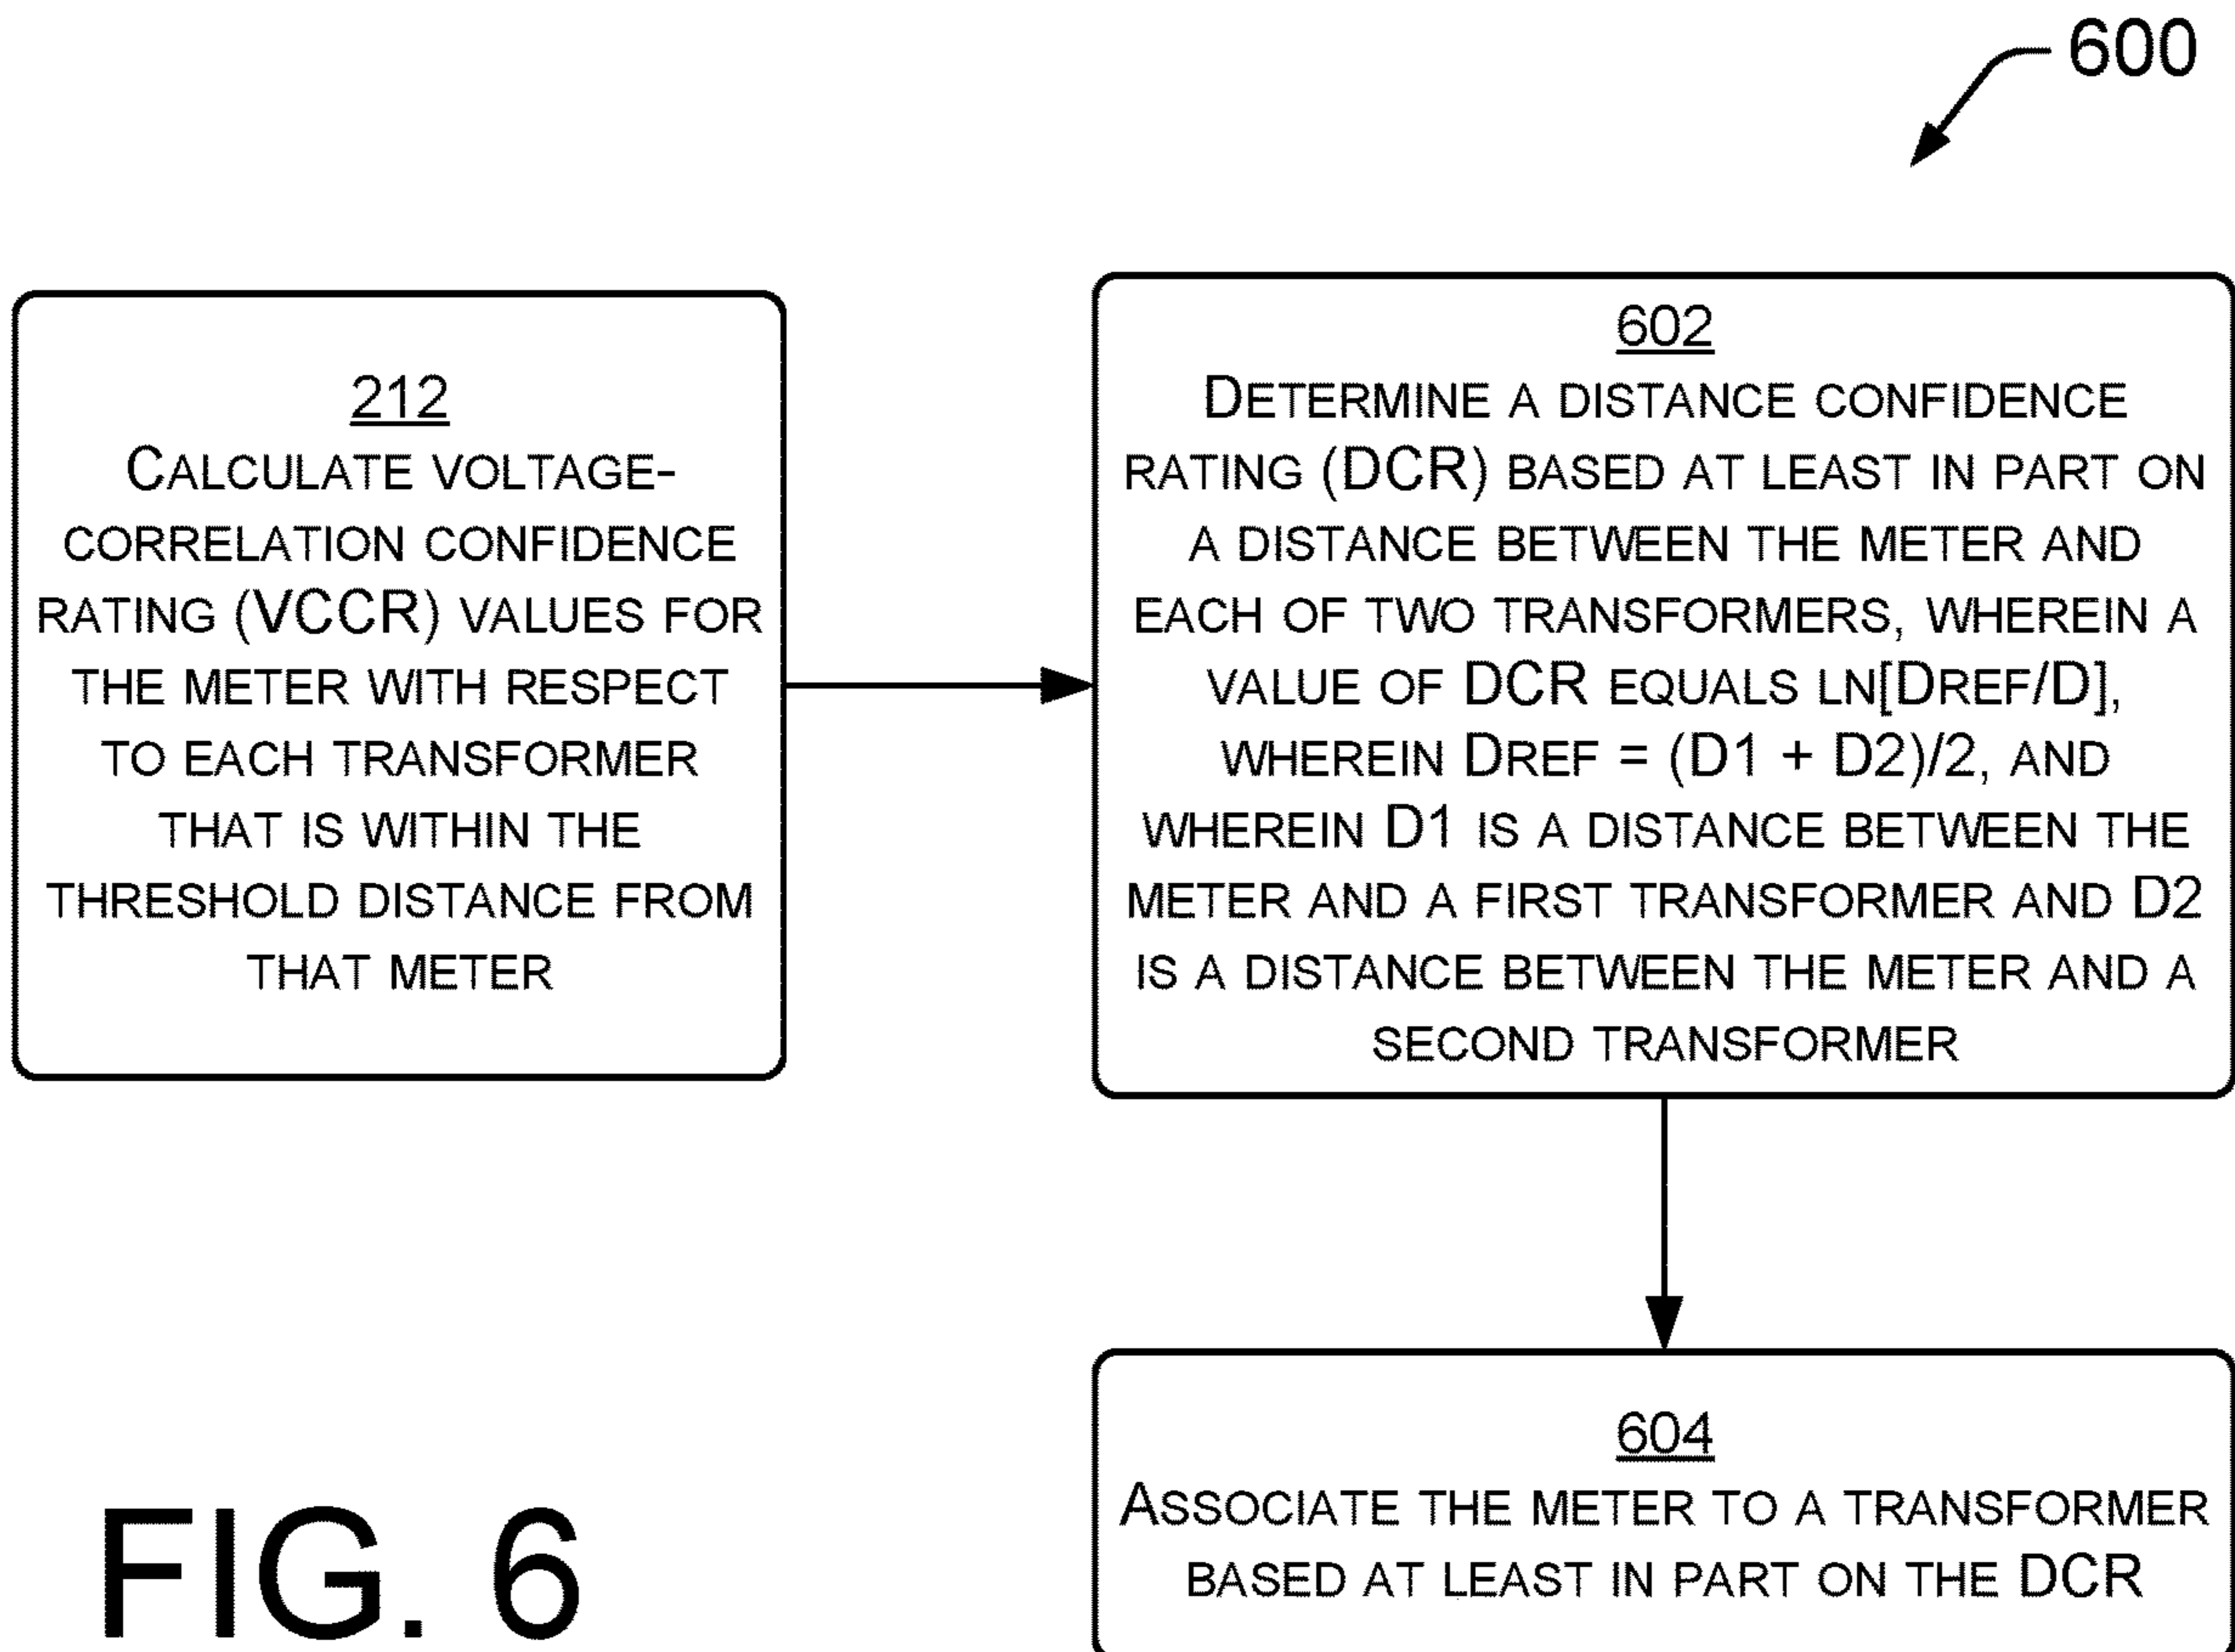 600
212
CALCULATE VOLTAGE-
CORRELATION CONFIDENCE
RATING (VCCR) VALUES FOR
THE METER WITH RESPECT
TO EACH TRANSFORMER
THAT IS WITHIN THE
THRESHOLD DISTANCE FROM
THAT METER
602
DETERMINE A DISTANCE CONFIDENCE
RATING (DCR) BASED AT LEAST IN PART ON
A DISTANCE BETWEEN THE METER AND
EACH OF TWO TRANSFORMERS, WHEREIN A
VALUE OF DCR EQUALS LN[DREF/D],
WHEREIN DREF = (D1 + D2)/2, AND
WHEREIN D1 IS A DISTANCE BETWEEN THE
METER AND A FIRST TRANSFORMER AND D2
IS A DISTANCE BETWEEN THE METER AND A
SECOND TRANSFORMER
604
ASSOCIATE THE METER TO A TRANSFORMER
BASED AT LEAST IN PART ON THE DCR
FIG. 6